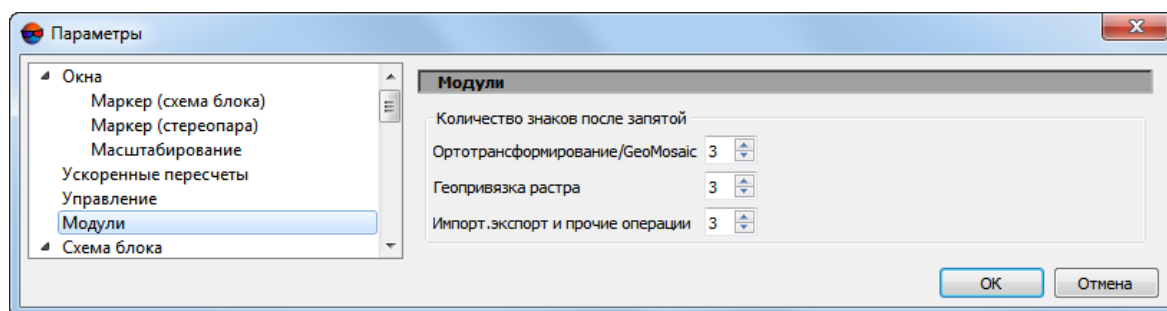 Параметры
Окна
Маркер (схема блока)
Маркер (стереопара)
Масштабирование
Ускоренные пересчеты
Управление
Модули
Схема блока
Модули
Количество знаков после запятой
Ортотрансформирование/GeoMosaic 3
Геопривязка растра 3
Импорт.экспорт и прочие операции 3
ОК Отмена